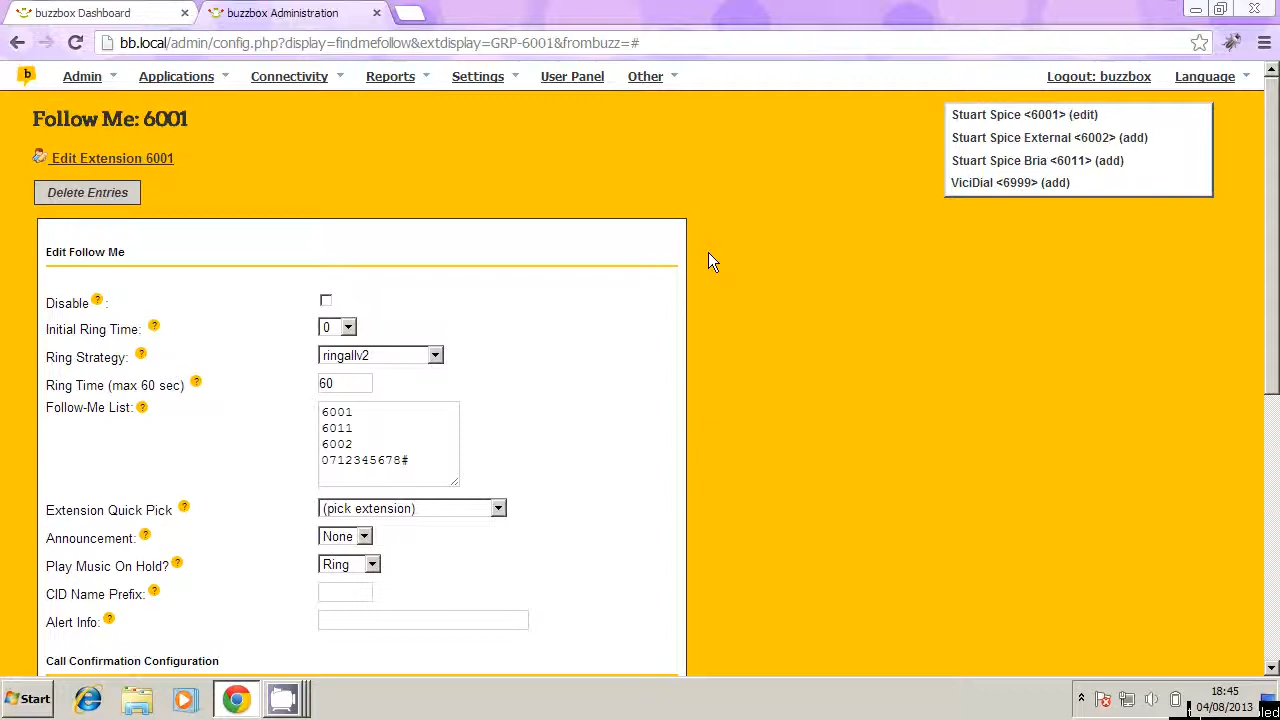 buzzbox Dashboard
buzzbox Administration
bb.local/admin/config.php?display=findmefollow&extdisplay=GRP-6001&frombuzz=#
b
Admin
Applications
Connectivity
Reports
Settings
User Panel
Other
Logout: buzzbox
Language
Follow Me: 6001
Edit Extension 6001
Delete Entries
Stuart Spice <6001> (edit)
Stuart Spice External <6002> (add)
Stuart Spice Bria <6011> (add)
ViciDial <6999> (add)
Edit Follow Me
Disable ? :
Initial Ring Time: ? 0
Ring Strategy: ? ringallv2
Ring Time (max 60 sec) ? 60
Follow-Me List: ?
6001
6011
6002
0712345678#
Extension Quick Pick ? (pick extension)
Announcement: ? None
Play Music On Hold? ? Ring
CID Name Prefix: ?
Alert Info: ?
Call Confirmation Configuration
Start
18:45
04/08/2013